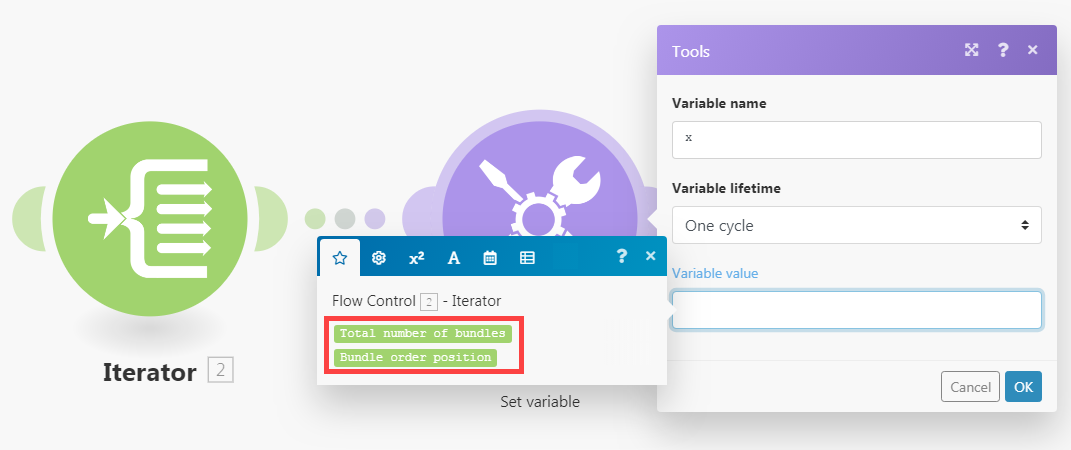 Tools
?
×
Variable name
x
Variable lifetime
One cycle
Variable value
x²
A
?
×
Flow Control 2 - Iterator
Total number of bundles
Bundle order position
Iterator 2
Set variable
Cancel
OK